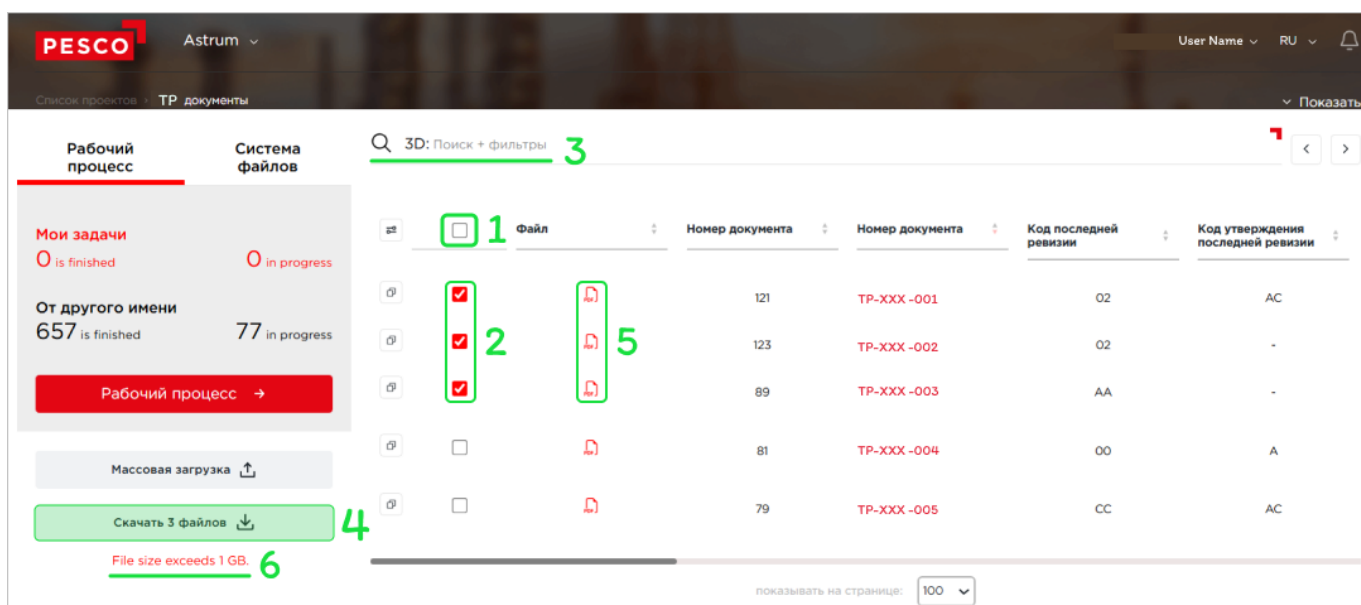 PESCO
Astrum
User Name
RU
Список проектов › TP документы
Показать
Рабочий процесс
Система файлов
3D: Поиск + фильтры
3
Мои задачи
0 is finished
0 in progress
От другого имени
657 is finished
77 in progress
Рабочий процесс →
Массовая загрузка
Скачать 3 файлов
4
File size exceeds 1 GB.
6
1
Файл
Номер документа
Номер документа
Код последней ревизии
Код утверждения последней ревизии
2
5
PDF
121
TP-XXX -001
02
AC
PDF
123
TP-XXX -002
02
-
PDF
89
TP-XXX -003
AA
-
PDF
81
TP-XXX -004
00
A
PDF
79
TP-XXX -005
CC
AC
показывать на странице:
100